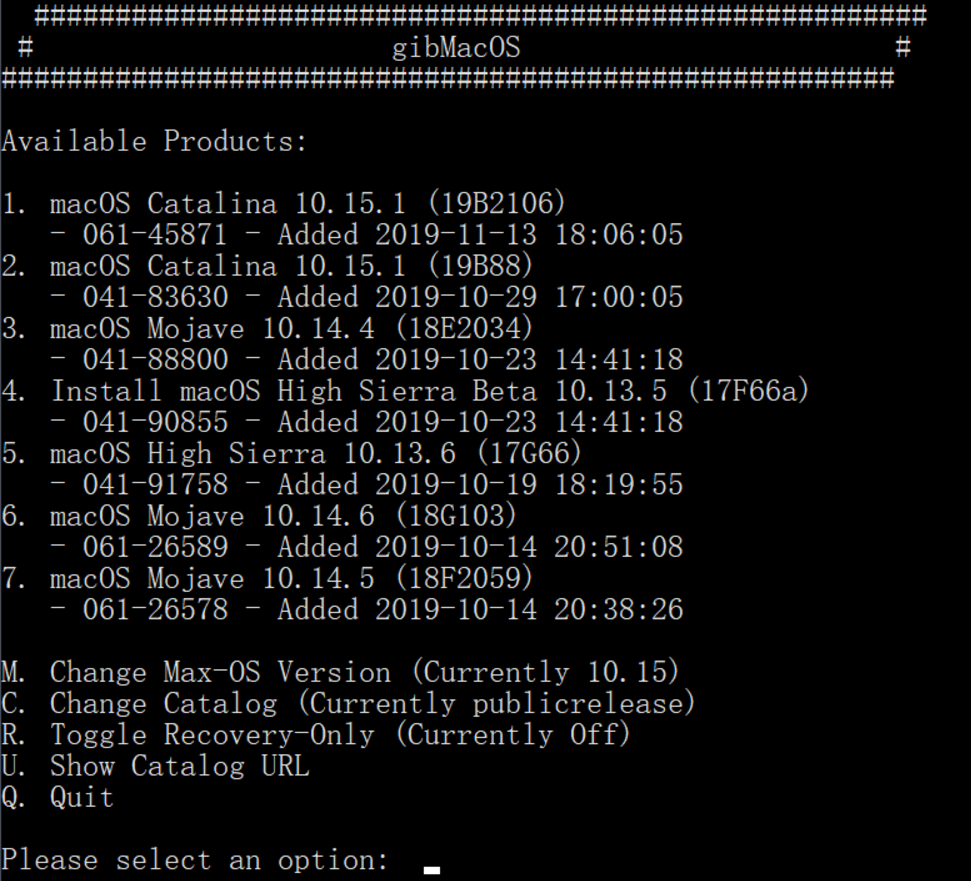 #######################################################
#                      gibMacOS                       #
#######################################################
Available Products:
1. macOS Catalina 10.15.1 (19B2106)
- 061-45871 - Added 2019-11-13 18:06:05
2. macOS Catalina 10.15.1 (19B88)
- 041-83630 - Added 2019-10-29 17:00:05
3. macOS Mojave 10.14.4 (18E2034)
- 041-88800 - Added 2019-10-23 14:41:18
4. Install macOS High Sierra Beta 10.13.5 (17F66a)
- 041-90855 - Added 2019-10-23 14:41:18
5. macOS High Sierra 10.13.6 (17G66)
- 041-91758 - Added 2019-10-19 18:19:55
6. macOS Mojave 10.14.6 (18G103)
- 061-26589 - Added 2019-10-14 20:51:08
7. macOS Mojave 10.14.5 (18F2059)
- 061-26578 - Added 2019-10-14 20:38:26
M. Change Max-OS Version (Currently 10.15)
C. Change Catalog (Currently publicrelease)
R. Toggle Recovery-Only (Currently Off)
U. Show Catalog URL
Q. Quit
Please select an option: